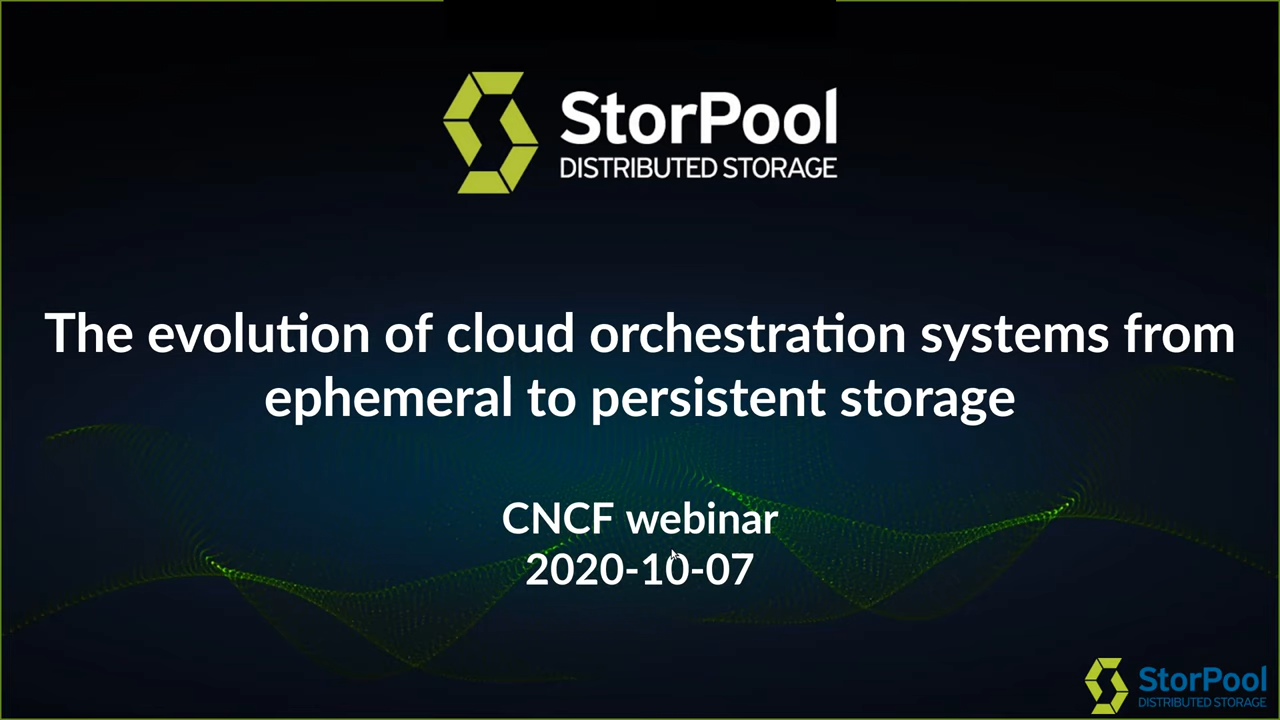 StorPool
DISTRIBUTED STORAGE
The evolution of cloud orchestration systems from
ephemeral to persistent storage
CNCF webinar
2020-10-07
StorPool
DISTRIBUTED STORAGE